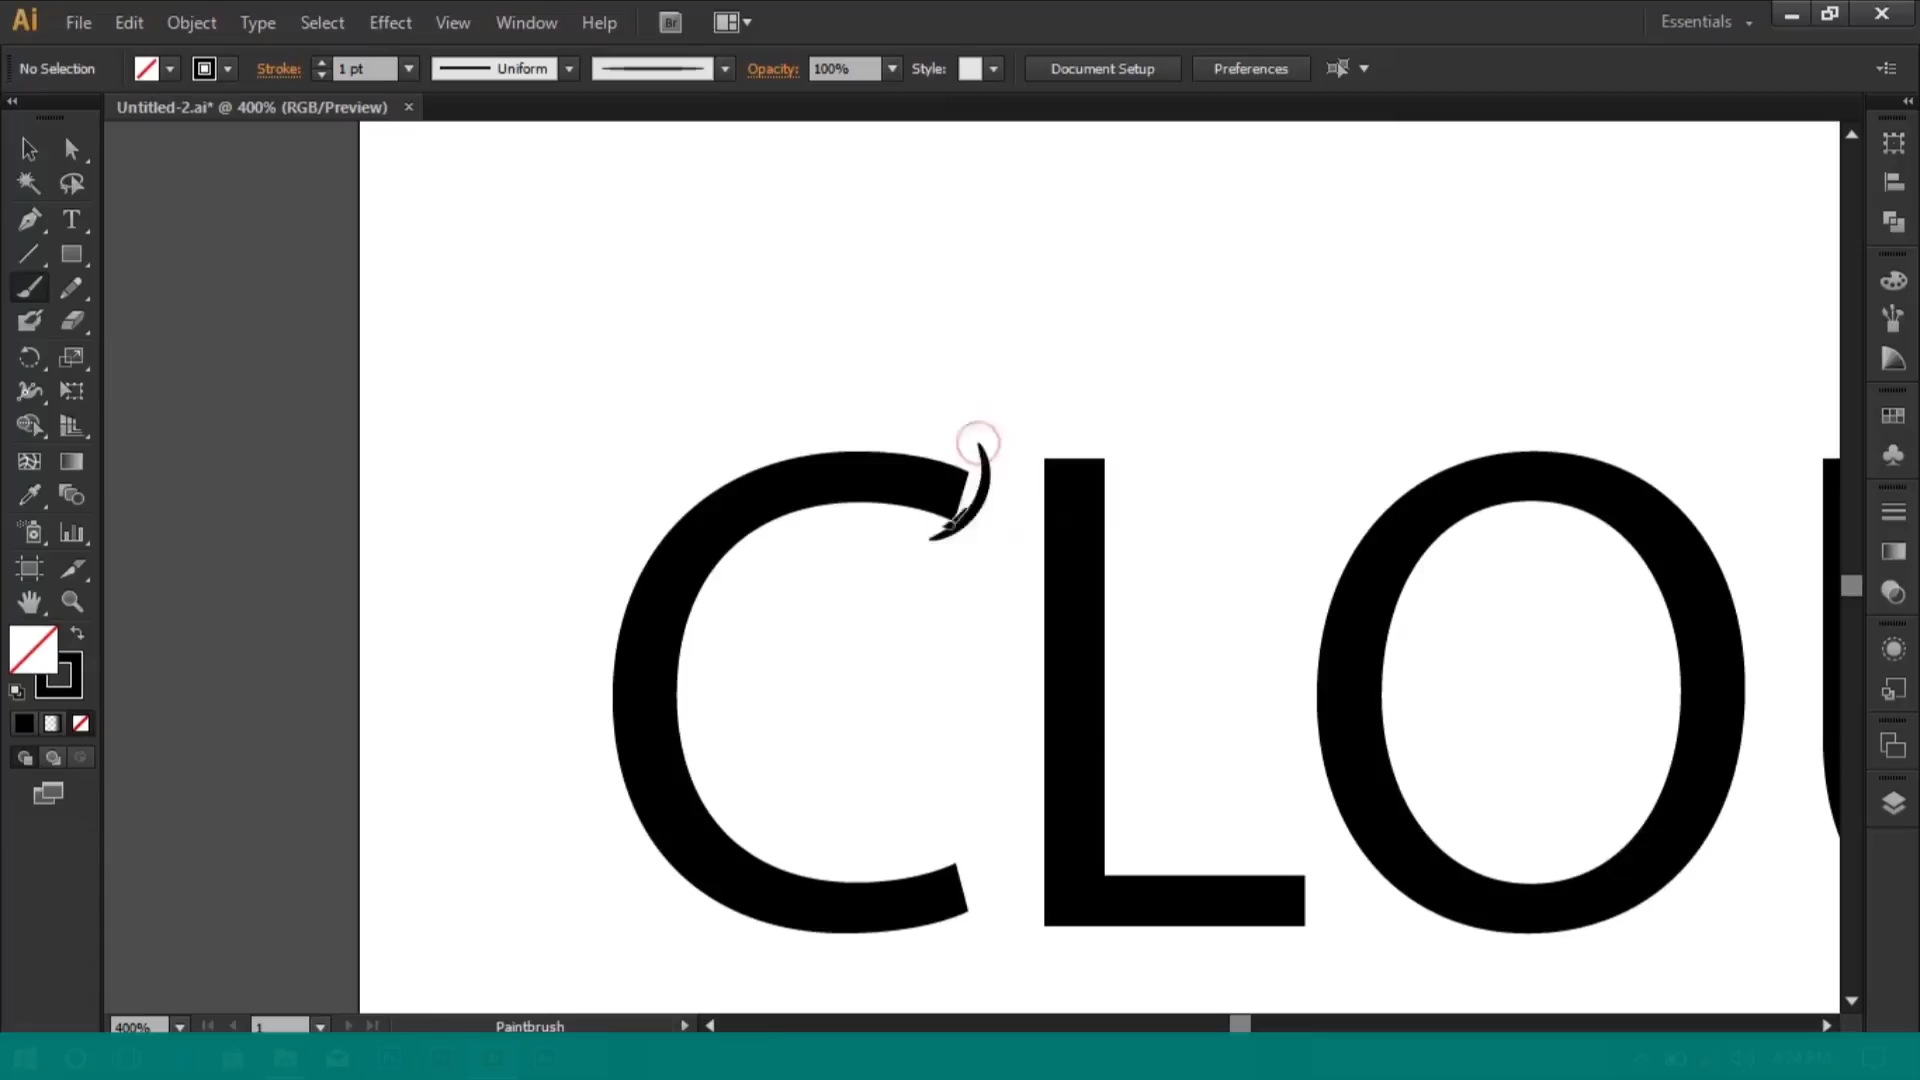 Ai File Edit Object Type Select Effect View Window Help Br Essentials
No Selection Stroke: 1 pt Uniform Opacity: 100% Style: Document Setup Preferences
Untitled-2.ai* @ 400% (RGB/Preview)
T
CLO
400% 1 Paintbrush